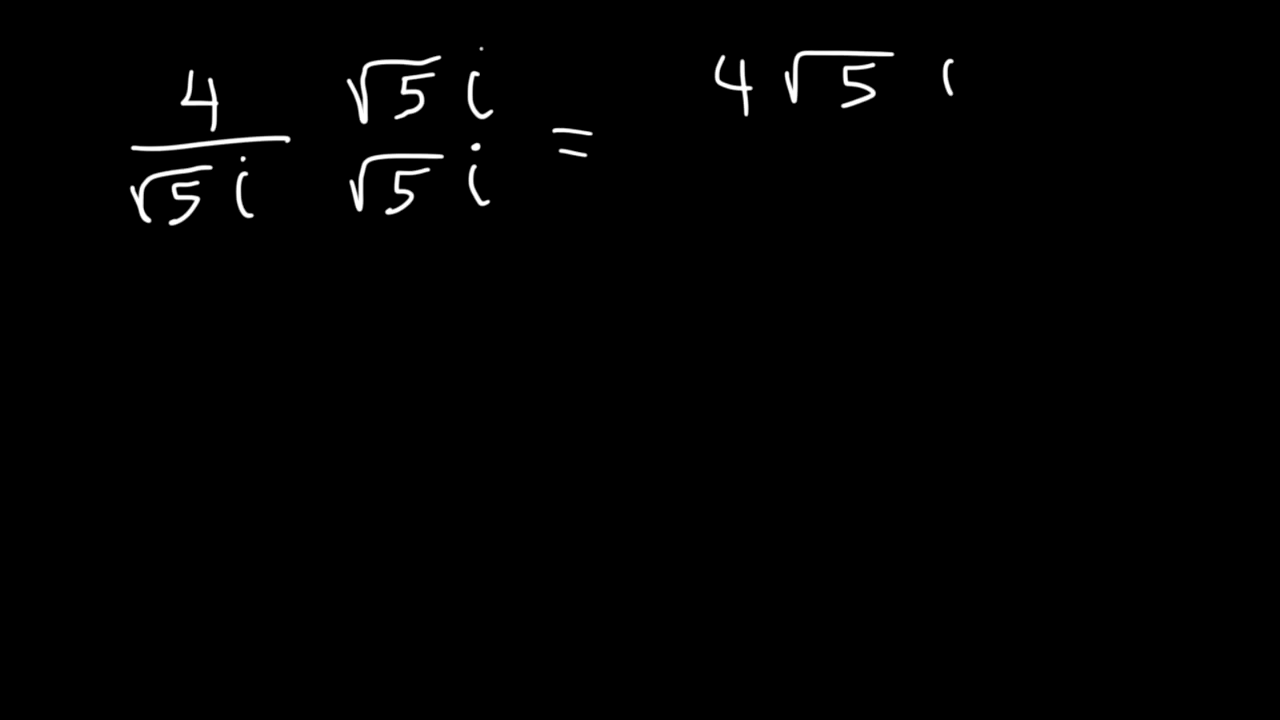 4 √5 i = 4 √5 i
√5 i √5 i